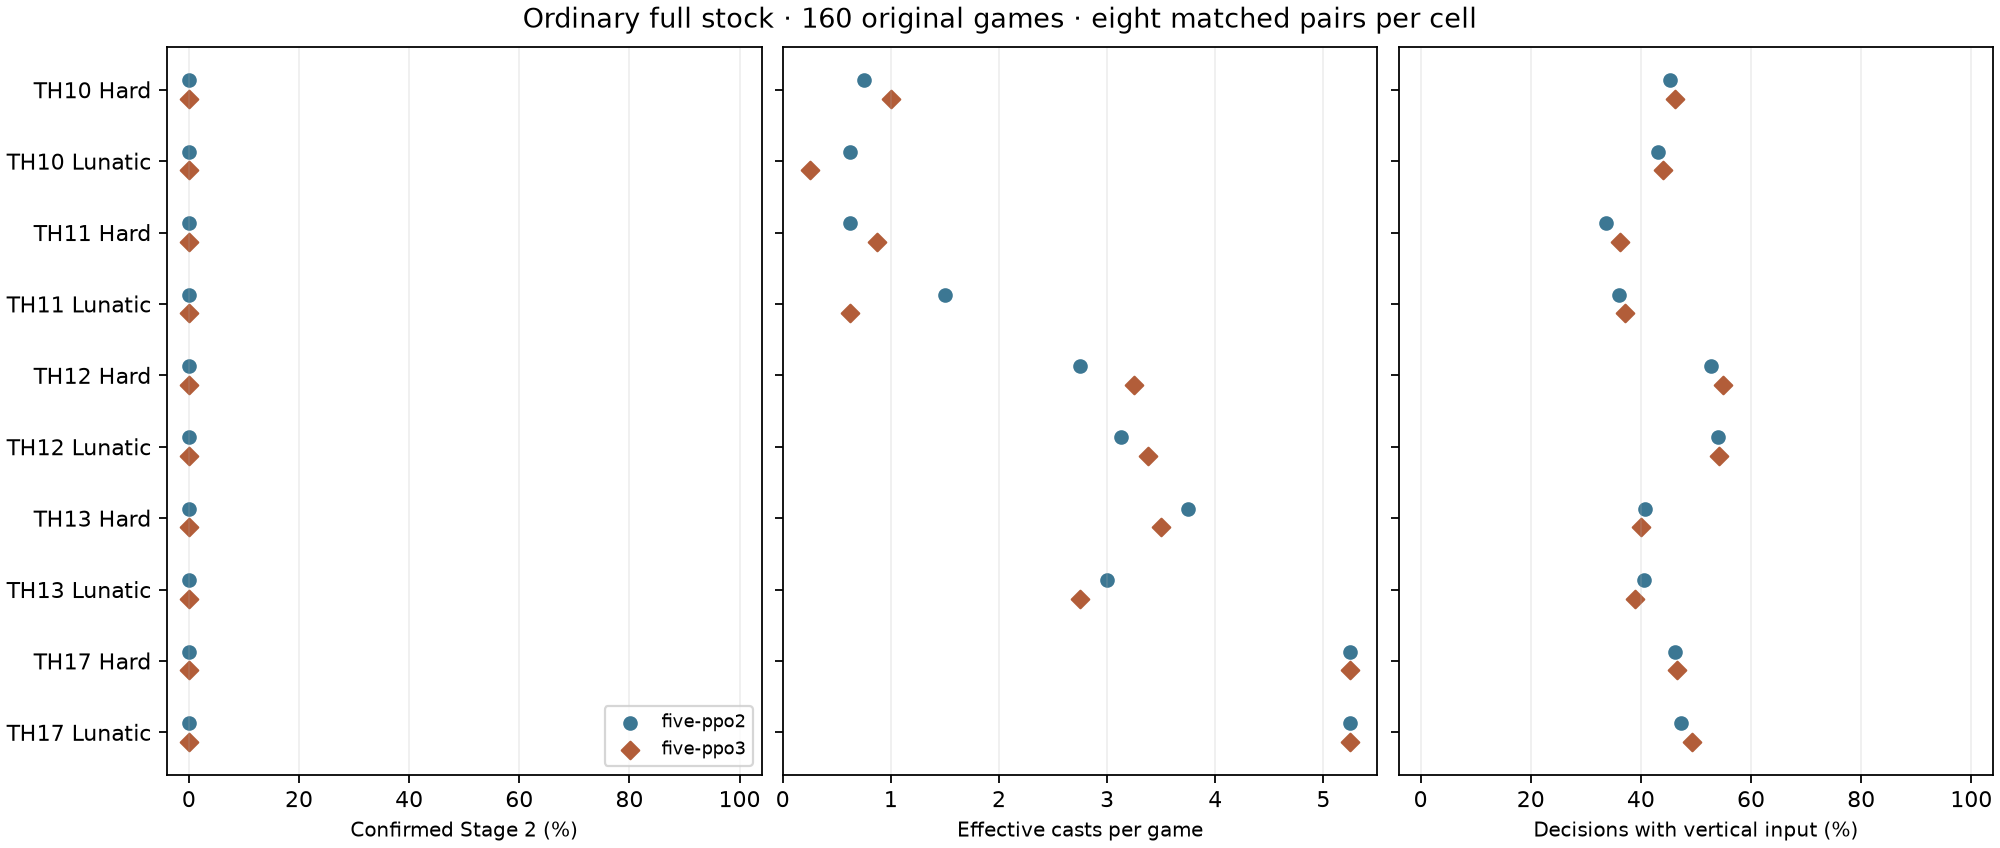 Ordinary full stock · 160 original games · eight matched pairs per cell
TH10 Hard
TH10 Lunatic
TH11 Hard
TH11 Lunatic
TH12 Hard
TH12 Lunatic
TH13 Hard
TH13 Lunatic
TH17 Hard
TH17 Lunatic
five-ppo2
five-ppo3
0 20 40 60 80 100
Confirmed Stage 2 (%)
0 1 2 3 4 5
Effective casts per game
0 20 40 60 80 100
Decisions with vertical input (%)